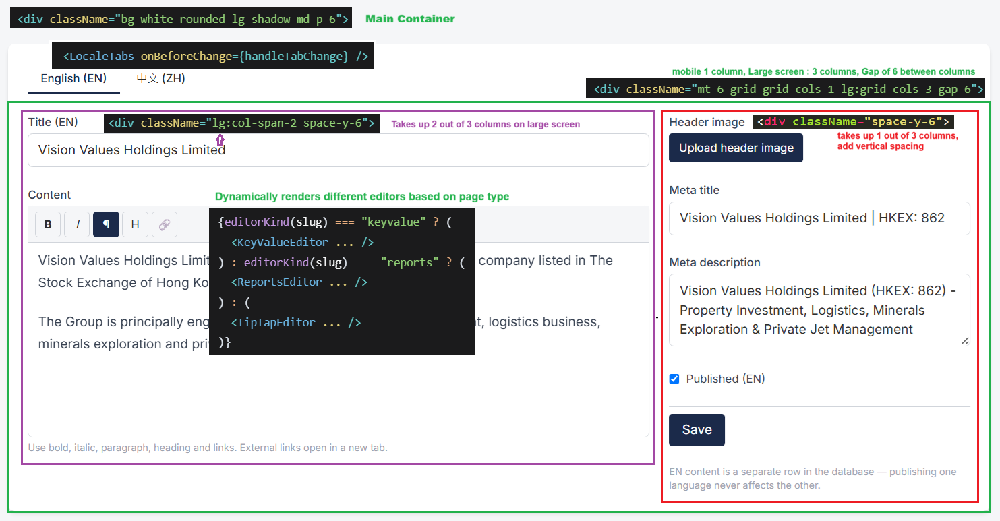 <div className="bg-white rounded-lg shadow-md p-6"> Main Container
<LocaleTabs onBeforeChange={handleTabChange} />
English (EN) 中文 (ZH)
mobile 1 column, Large screen : 3 columns, Gap of 6 between columns
<div className="mt-6 grid grid-cols-1 lg:grid-cols-3 gap-6">
Title (EN) <div className="lg:col-span-2 space-y-6"> Takes up 2 out of 3 columns on large screen
Vision Values Holdings Limited
Content
Dynamically renders different editors based on page type
B I ¶ H
{editorKind(slug) === "keyvalue" ? (
<KeyValueEditor ... />
) : editorKind(slug) === "reports" ? (
<ReportsEditor ... />
) : (
<TipTapEditor ... />
)}
Vision Values Holdings Limit company listed in The
Stock Exchange of Hong Ko
The Group is principally eng t, logistics business,
minerals exploration and pri
Use bold, italic, paragraph, heading and links. External links open in a new tab.
Header image <div className="space-y-6">
takes up 1 out of 3 columns,
add vertical spacing
Upload header image
Meta title
Vision Values Holdings Limited | HKEX: 862
Meta description
Vision Values Holdings Limited (HKEX: 862) -
Property Investment, Logistics, Minerals
Exploration & Private Jet Management
Published (EN)
Save
EN content is a separate row in the database — publishing one
language never affects the other.